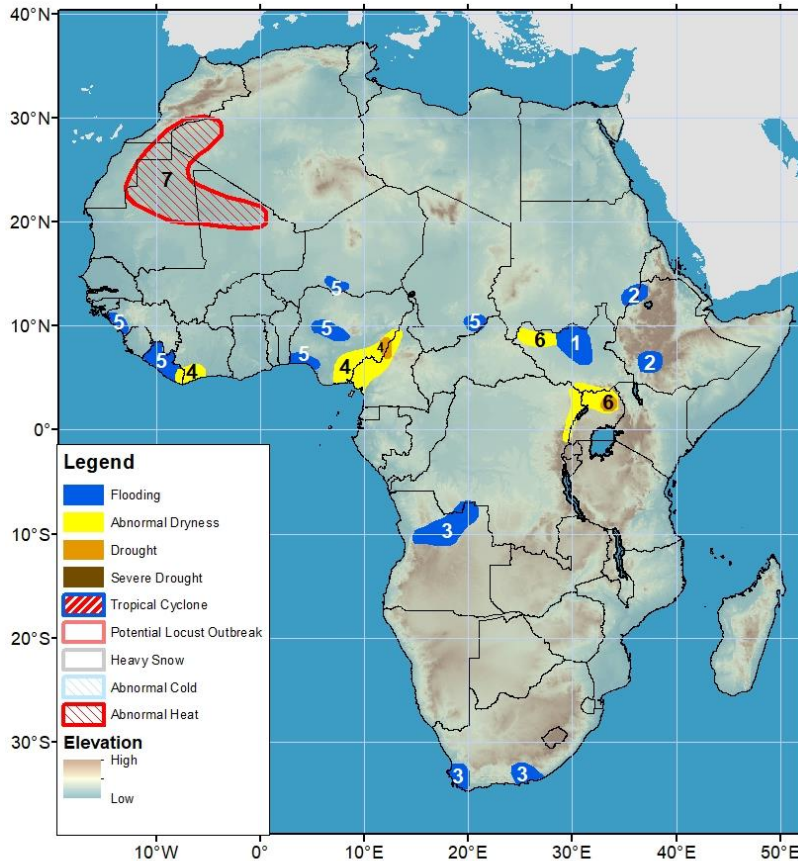 40°N
30°N
20°N
10°N
0°
10°S
20°S
30°S
7
5
2
5
5
5
6
1
5
4
5
4
4
2
6
3
3
3
Legend
Flooding
Abnormal Dryness
Drought
Severe Drought
Tropical Cyclone
Potential Locust Outbreak
Heavy Snow
Abnormal Cold
Abnormal Heat
Elevation
High
Low
10°W
0°
10°E
20°E
30°E
40°E
50°E